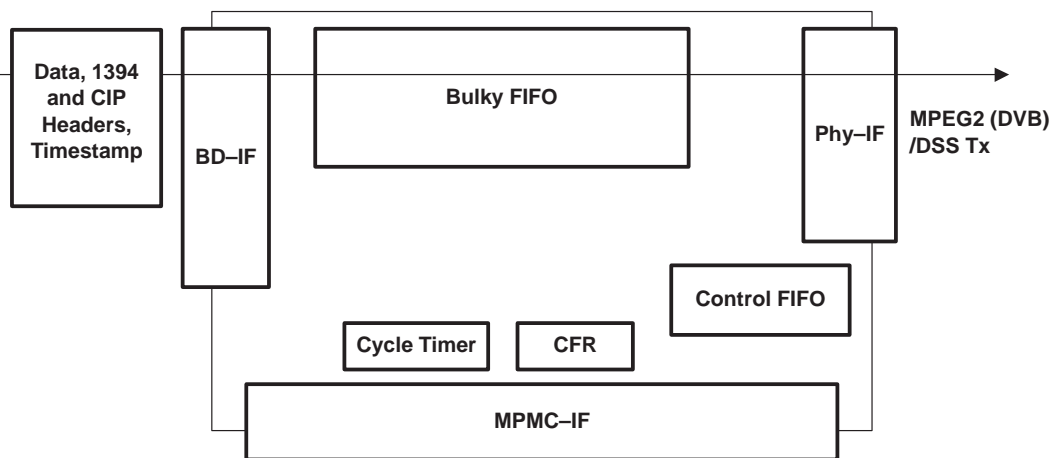 Data, 1394
and CIP
Headers,
Timestamp
BD–IF
Bulky FIFO
Phy–IF
MPEG2 (DVB)
/DSS Tx
Control FIFO
Cycle Timer
CFR
MPMC–IF